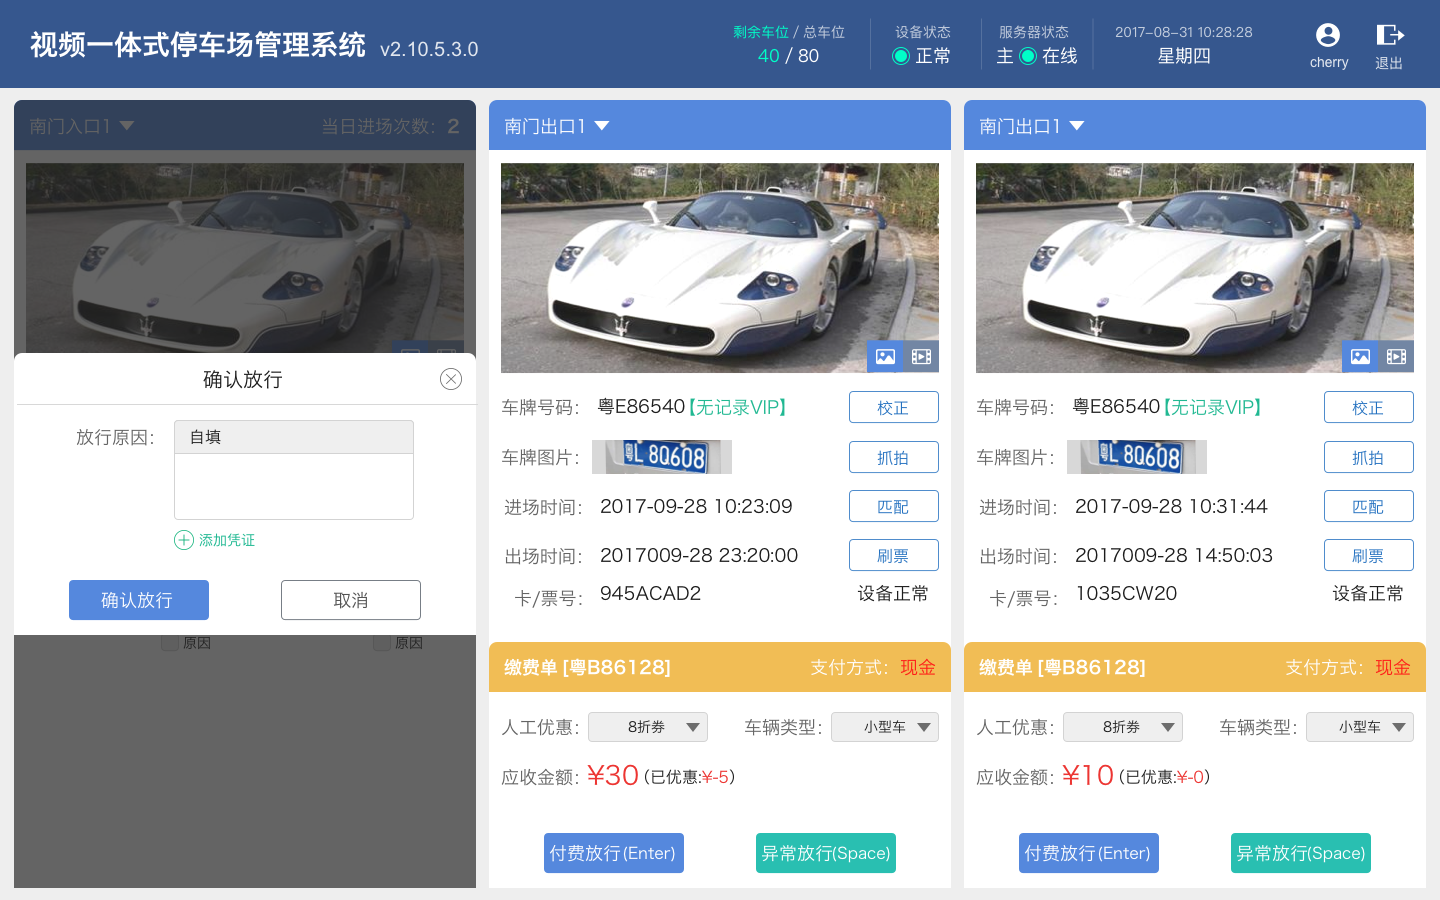 视频一体式停车场管理系统 v2.10.5.3.0
剩余车位 / 总车位
40 / 80
设备状态
正常
服务器状态
主 在线
2017-08-31 10:28:28
星期四
cherry
退出
南门入口1
当日进场次数： 2
确认放行
放行原因：
自填
添加凭证
确认放行
取消
原因
原因
南门出口1
车牌号码： 粤E86540【无记录VIP】
校正
车牌图片： 粤L 8Q608
抓拍
进场时间： 2017-09-28 10:23:09
匹配
出场时间： 2017009-28 23:20:00
刷票
卡/票号： 945ACAD2
设备正常
缴费单 [粤B86128]
支付方式： 现金
人工优惠： 8折券
车辆类型： 小型车
应收金额： ¥30 (已优惠:¥-5)
付费放行(Enter)
异常放行(Space)
南门出口1
车牌号码： 粤E86540【无记录VIP】
校正
车牌图片： 粤L 8Q608
抓拍
进场时间： 2017-09-28 10:31:44
匹配
出场时间： 2017009-28 14:50:03
刷票
卡/票号： 1035CW20
设备正常
缴费单 [粤B86128]
支付方式： 现金
人工优惠： 8折券
车辆类型： 小型车
应收金额： ¥10 (已优惠:¥-0)
付费放行(Enter)
异常放行(Space)